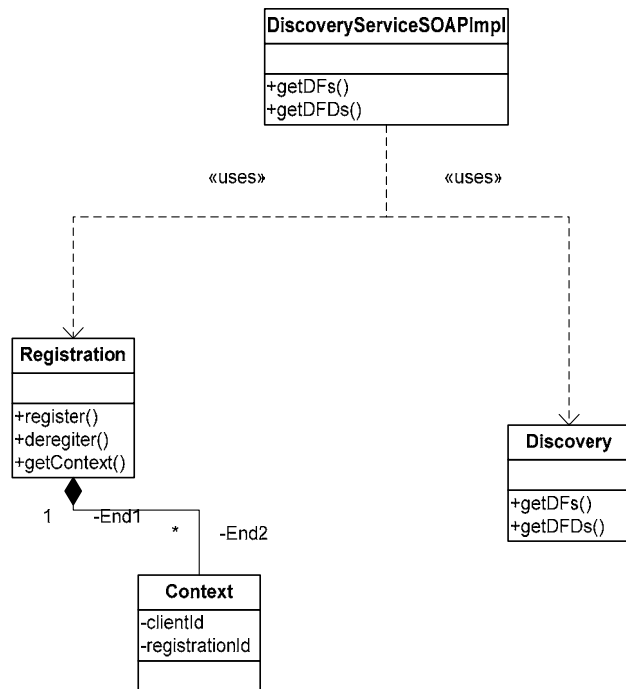 DiscoveryServiceSOAPImpl
+getDFs()
+getDFDs()
«uses»
«uses»
Registration
+register()
+deregiter()
+getContext()
Discovery
+getDFs()
+getDFDs()
1
-End1
*
-End2
Context
-clientId
-registrationId